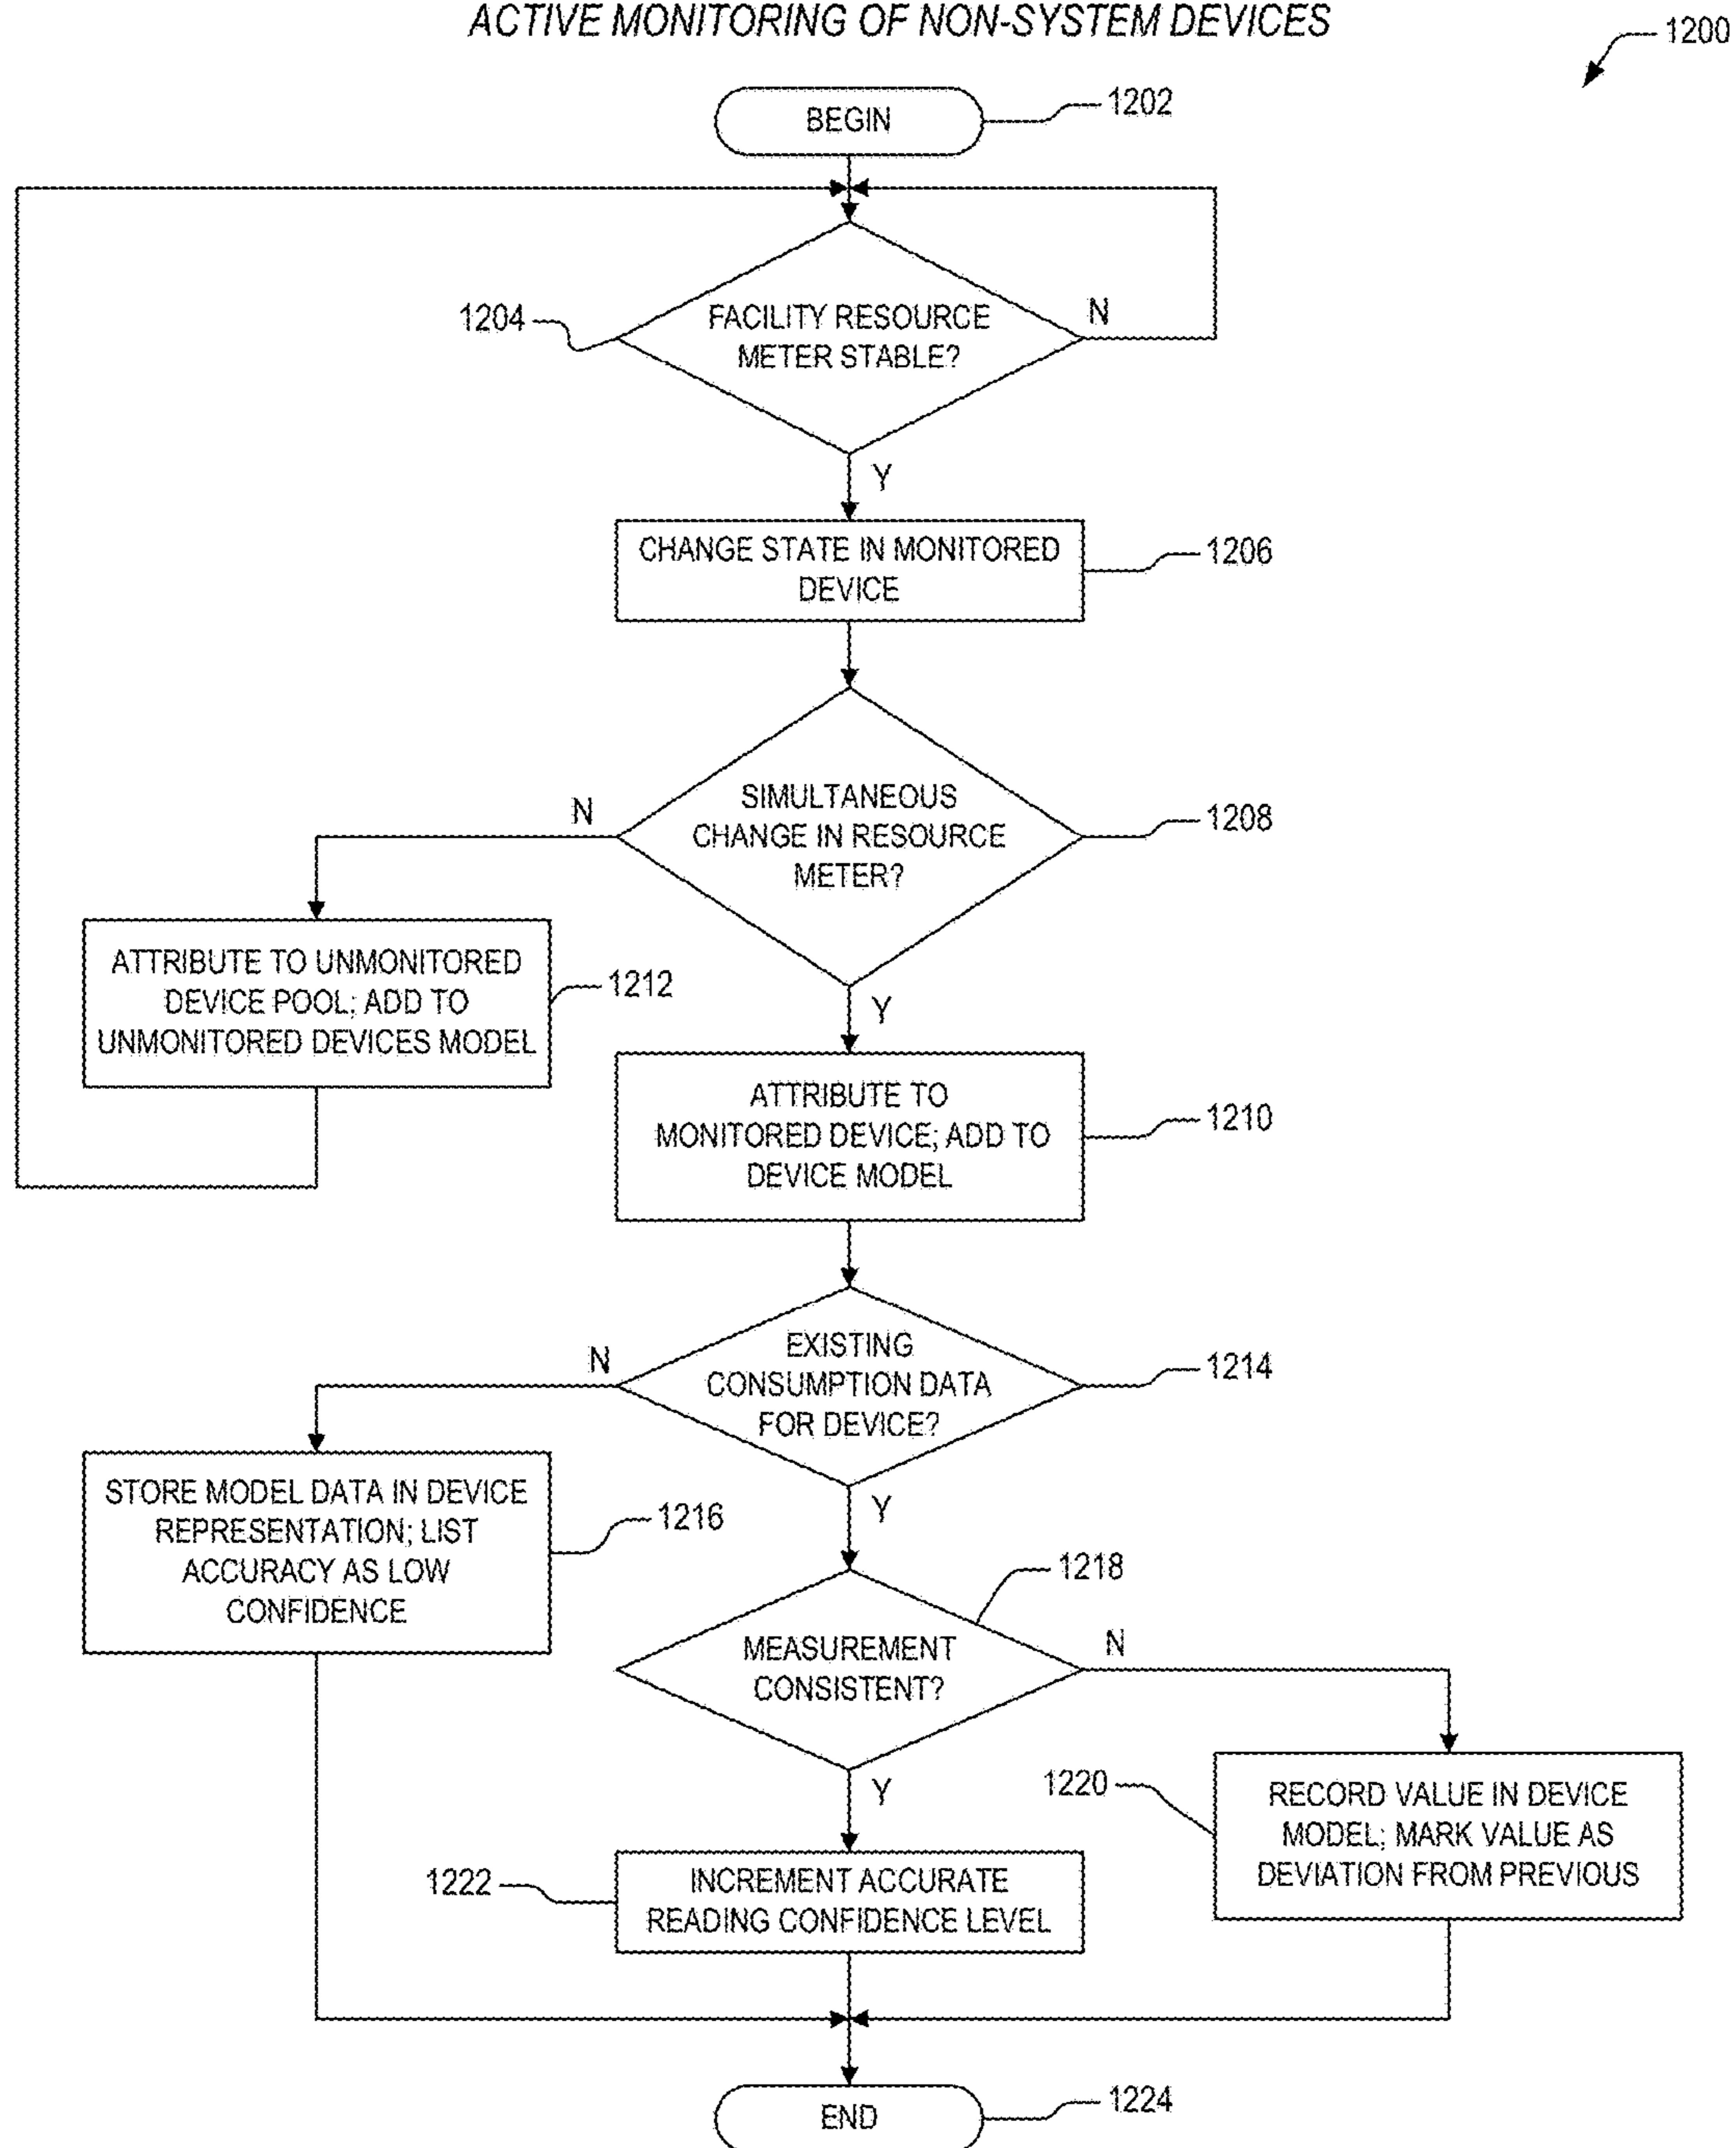 ACTIVE MONITORING OF NON-SYSTEM DEVICES
1200
BEGIN
1202
1204
FACILITY RESOURCE
METER STABLE?
N
Y
CHANGE STATE IN MONITORED
DEVICE
1206
N
SIMULTANEOUS
CHANGE IN RESOURCE
METER?
1208
Y
ATTRIBUTE TO UNMONITORED
DEVICE POOL; ADD TO
UNMONITORED DEVICES MODEL
1212
ATTRIBUTE TO
MONITORED DEVICE; ADD TO
DEVICE MODEL
1210
N
EXISTING
CONSUMPTION DATA
FOR DEVICE?
1214
Y
STORE MODEL DATA IN DEVICE
REPRESENTATION; LIST
ACCURACY AS LOW
CONFIDENCE
1216
1218
MEASUREMENT
CONSISTENT?
N
Y
1220
RECORD VALUE IN DEVICE
MODEL; MARK VALUE AS
DEVIATION FROM PREVIOUS
1222
INCREMENT ACCURATE
READING CONFIDENCE LEVEL
END
1224